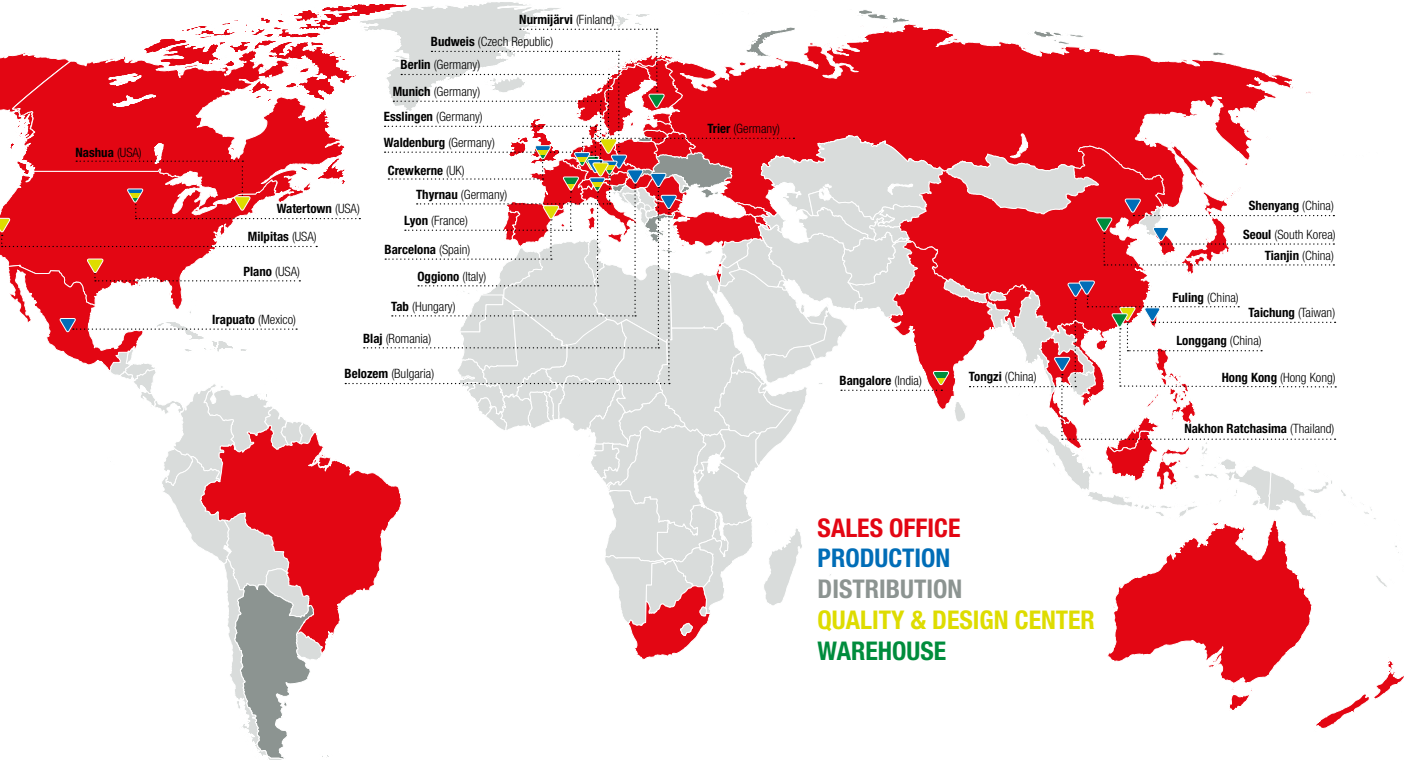 Nurmijärvi (Finland)
Budweis (Czech Republic)
Berlin (Germany)
Munich (Germany)
Esslingen (Germany)
Waldenburg (Germany)
Crewkerne (UK)
Thyrnau (Germany)
Lyon (France)
Barcelona (Spain)
Oggiono (Italy)
Tab (Hungary)
Blaj (Romania)
Belozem (Bulgaria)
Trier (Germany)
Nashua (USA)
Watertown (USA)
Milpitas (USA)
Plano (USA)
Irapuato (Mexico)
Shenyang (China)
Seoul (South Korea)
Tianjin (China)
Fuling (China)
Taichung (Taiwan)
Longgang (China)
Bangalore (India)
Tongzi (China)
Hong Kong (Hong Kong)
Nakhon Ratchasima (Thailand)
SALES OFFICE
PRODUCTION
DISTRIBUTION
QUALITY & DESIGN CENTER
WAREHOUSE